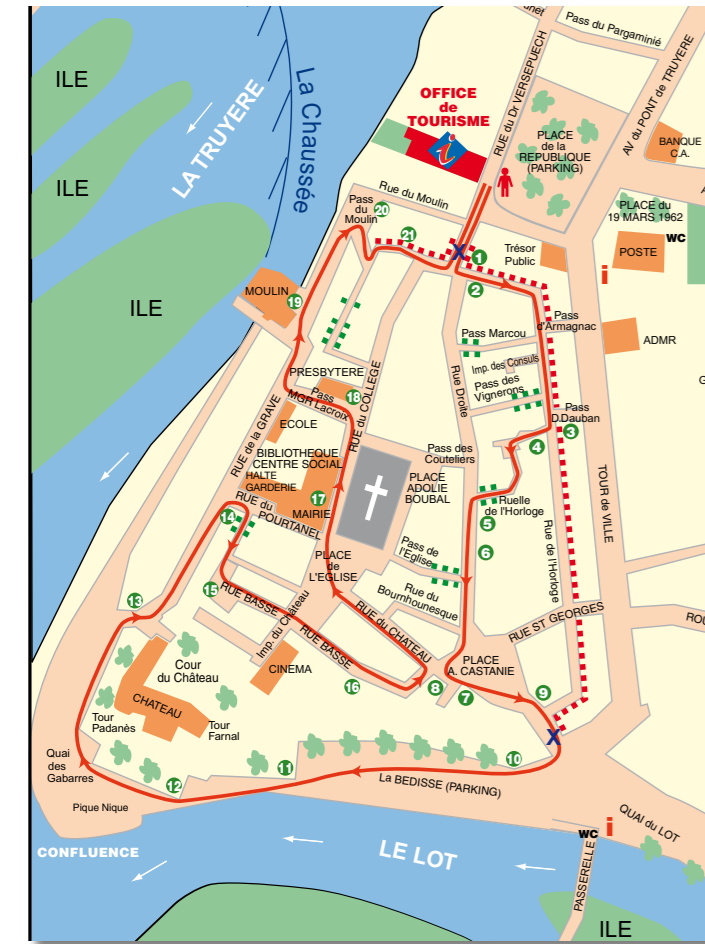 Pass du Pargaminié
ILE
La Chaussée
LA TRUYERE
RUE du Dr VERSEPUECH
AV du PONT de TRUYERE
OFFICE
de
TOURISME
i
PLACE
de la
REPUBLIQUE
(PARKING)
BANQUE
C.A.
ILE
Rue du Moulin
Pass
du
Moulin
20
21
PLACE du
19 MARS 1962
WC
POSTE
i
X
1
2
Trésor
Public
ILE
MOULIN
19
Pass
d'Armagnac
Pass Marcou
ADMR
Imp. des Consuls
Pass des
Vignerons
Rue Droite
PRESBYTERE
18
Pass
MGR Lacroix
RUE du COLLEGE
RUE de la GRAVE
ECOLE
Pass
D.Dauban
3
4
BIBLIOTHEQUE
CENTRE SOCIAL
HALTE
GARDERIE
17
MAIRIE
Pass des
Couteliers
PLACE
ADOLIE
BOUBAL
TOUR de VILLE
Ruelle
de l'Horloge
5
6
RUE du
POURTANEL
14
Rue de l'Horloge
Pass de
l'Eglise
PLACE
de
L'EGLISE
13
15
RUE BASSE
Imp. du Château
RUE BASSE
Rue du
Bournhounesque
RUE ST GEORGES
ROU
RUE du CHATEAU
PLACE
A. CASTANIE
Cour
du Château
CINEMA
16
8
7
9
CHATEAU
Tour
Padanès
Tour
Farnal
X
10
Quai
des
Gabarres
11
12
La BEDISSE (PARKING)
Pique Nique
QUAI du LOT
WC
i
CONFLUENCE
LE LOT
PASSERELLE
ILE